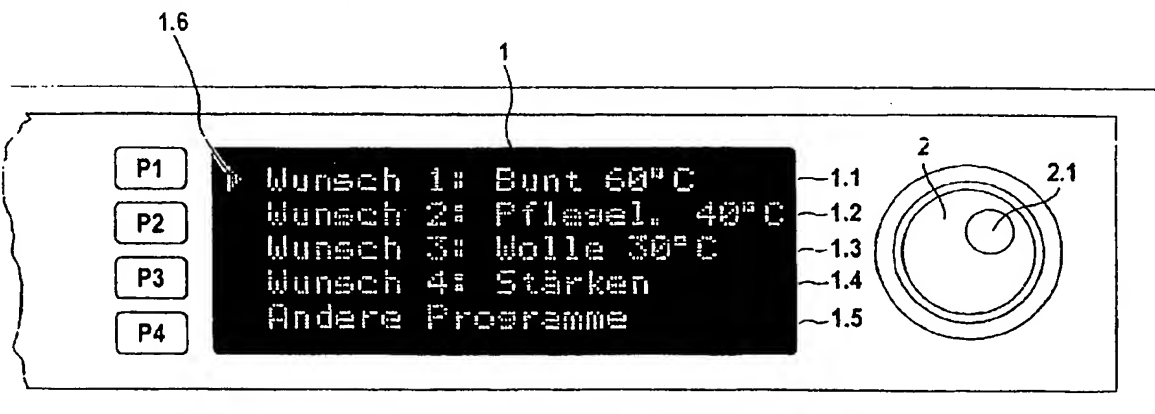 1.6
1
P1
P2
P3
P4
Wunsch 1: Bunt 60°C
Wunsch 2: Pflegel. 40°C
Wunsch 3: Wolle 30°C
Wunsch 4: Stärken
Andere Programme
1.1
1.2
1.3
1.4
1.5
2
2.1